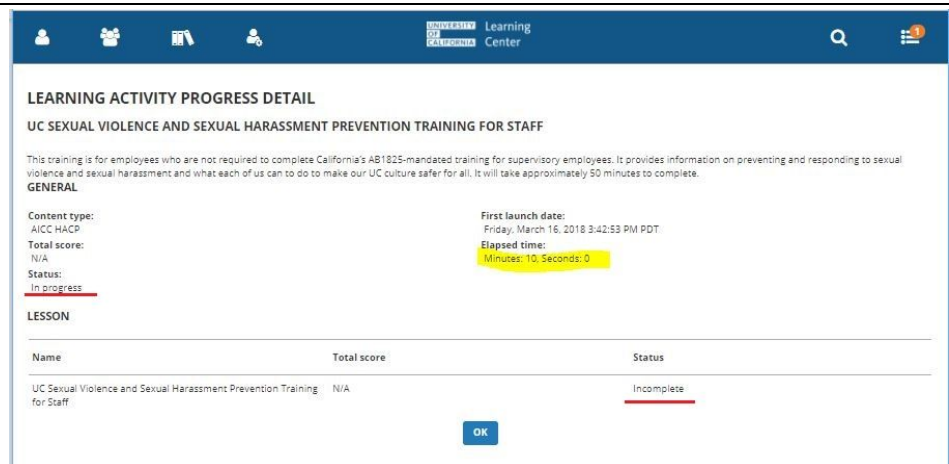 UNIVERSITY OF CALIFORNIA Learning Center
1
LEARNING ACTIVITY PROGRESS DETAIL
UC SEXUAL VIOLENCE AND SEXUAL HARASSMENT PREVENTION TRAINING FOR STAFF
This training is for employees who are not required to complete California's AB1825-mandated training for supervisory employees. It provides information on preventing and responding to sexual
violence and sexual harassment and what each of us can to do to make our UC culture safer for all. It will take approximately 50 minutes to complete.
GENERAL
Content type:
AICC HACP
Total score:
N/A
Status:
In progress
First launch date:
Friday, March 16, 2018 3:42:53 PM PDT
Elapsed time:
Minutes: 10, Seconds: 0
LESSON
Name Total score Status
UC Sexual Violence and Sexual Harassment Prevention Training N/A Incomplete
for Staff
OK